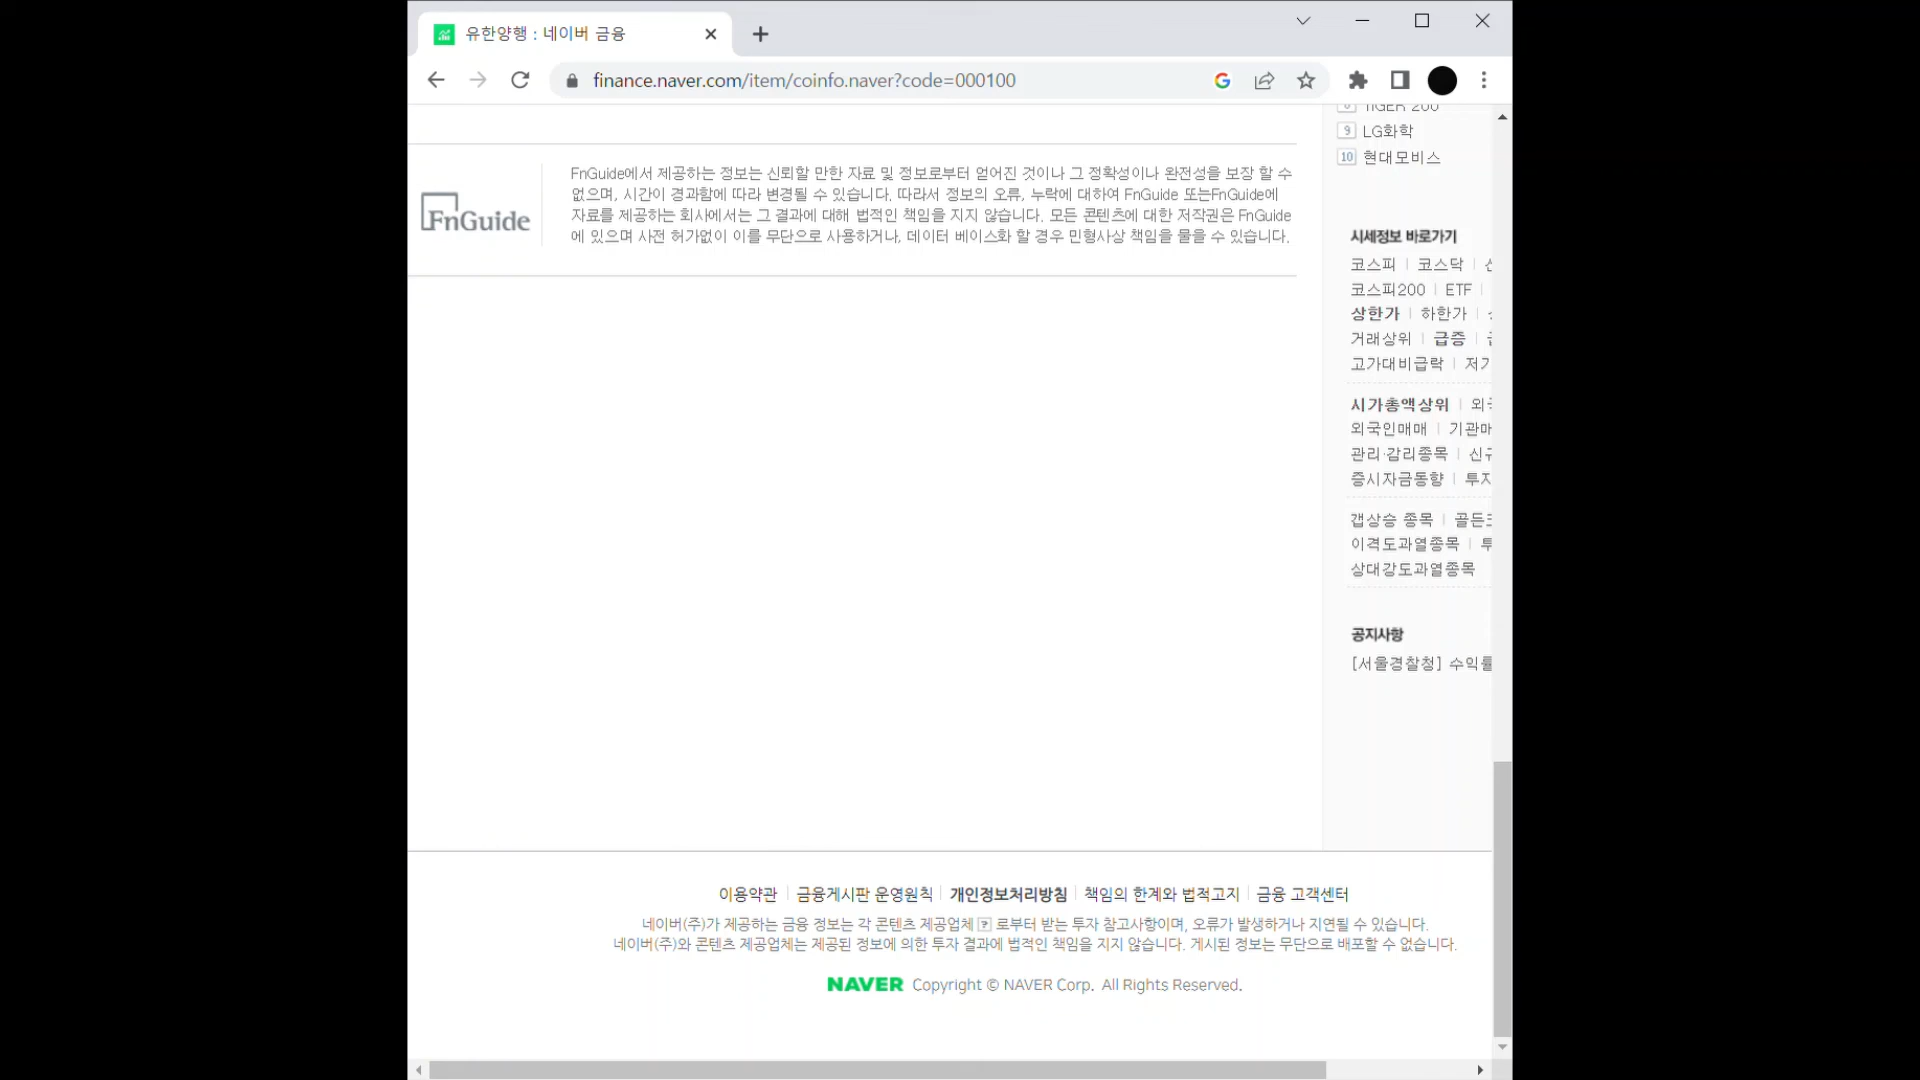 유한양행 : 네이버 금융
finance.naver.com/item/coinfo.naver?code=000100
FnGuide
FnGuide에서 제공하는 정보는 신뢰할 만한 자료 및 정보로부터 얻어진 것이나 그 정확성이나 완전성을 보장 할 수
없으며, 시간이 경과함에 따라 변경될 수 있습니다. 따라서 정보의 오류, 누락에 대하여 FnGuide 또는FnGuide에
자료를 제공하는 회사에서는 그 결과에 대해 법적인 책임을 지지 않습니다. 모든 콘텐츠에 대한 저작권은 FnGuide
에 있으며 사전 허가없이 이를 무단으로 사용하거나, 데이터 베이스화 할 경우 민형사상 책임을 물을 수 있습니다.
8 TIGER 200
9 LG화학
10 현대모비스
시세정보 바로가기
코스피 | 코스닥 |
코스피200 | ETF |
상한가 | 하한가 |
거래상위 | 급증 |
고가대비급락 | 저가
시가총액상위 |
외국인매매 | 기관매
관리·감리종목 | 신규
증시자금동향 | 투자
갭상승 종목 | 골든
이격도과열종목 | 투
상대강도과열종목
공지사항
[서울경찰청] 수익률
이용약관 | 금융게시판 운영원칙 | 개인정보처리방침 | 책임의 한계와 법적고지 | 금융 고객센터
네이버(주)가 제공하는 금융 정보는 각 콘텐츠 제공업체 ? 로부터 받는 투자 참고사항이며, 오류가 발생하거나 지연될 수 있습니다.
네이버(주)와 콘텐츠 제공업체는 제공된 정보에 의한 투자 결과에 법적인 책임을 지지 않습니다. 게시된 정보는 무단으로 배포할 수 없습니다.
NAVER Copyright © NAVER Corp. All Rights Reserved.